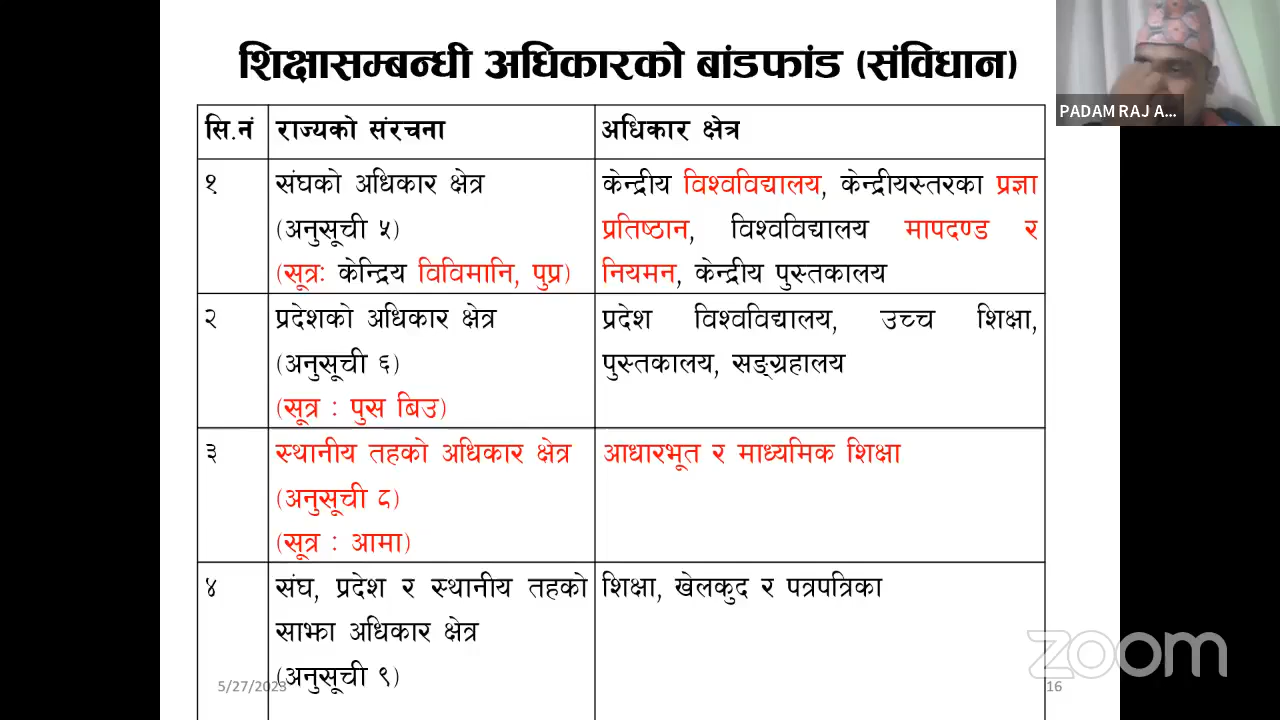 शिक्षासम्बन्धी अधिकारको बांडफांड (संविधान)
PADAM RAJ A...
सि.नं राज्यको संरचना अधिकार क्षेत्र
१ संघको अधिकार क्षेत्र केन्द्रीय विश्वविद्यालय, केन्द्रीयस्तरका प्रज्ञा
(अनुसूची ५) प्रतिष्ठान, विश्वविद्यालय मापदण्ड र
(सूत्रः केन्द्रिय विविमानि, पुप्र) नियमन, केन्द्रीय पुस्तकालय
२ प्रदेशको अधिकार क्षेत्र प्रदेश विश्वविद्यालय, उच्च शिक्षा,
(अनुसूची ६) पुस्तकालय, सङ्ग्रहालय
(सूत्र : पुस बिउ)
३ स्थानीय तहको अधिकार क्षेत्र आधारभूत र माध्यमिक शिक्षा
(अनुसूची ८)
(सूत्र : आमा)
४ संघ, प्रदेश र स्थानीय तहको शिक्षा, खेलकुद र पत्रपत्रिका
साझा अधिकार क्षेत्र
(अनुसूची ९)
5/27/2023 16
zoom